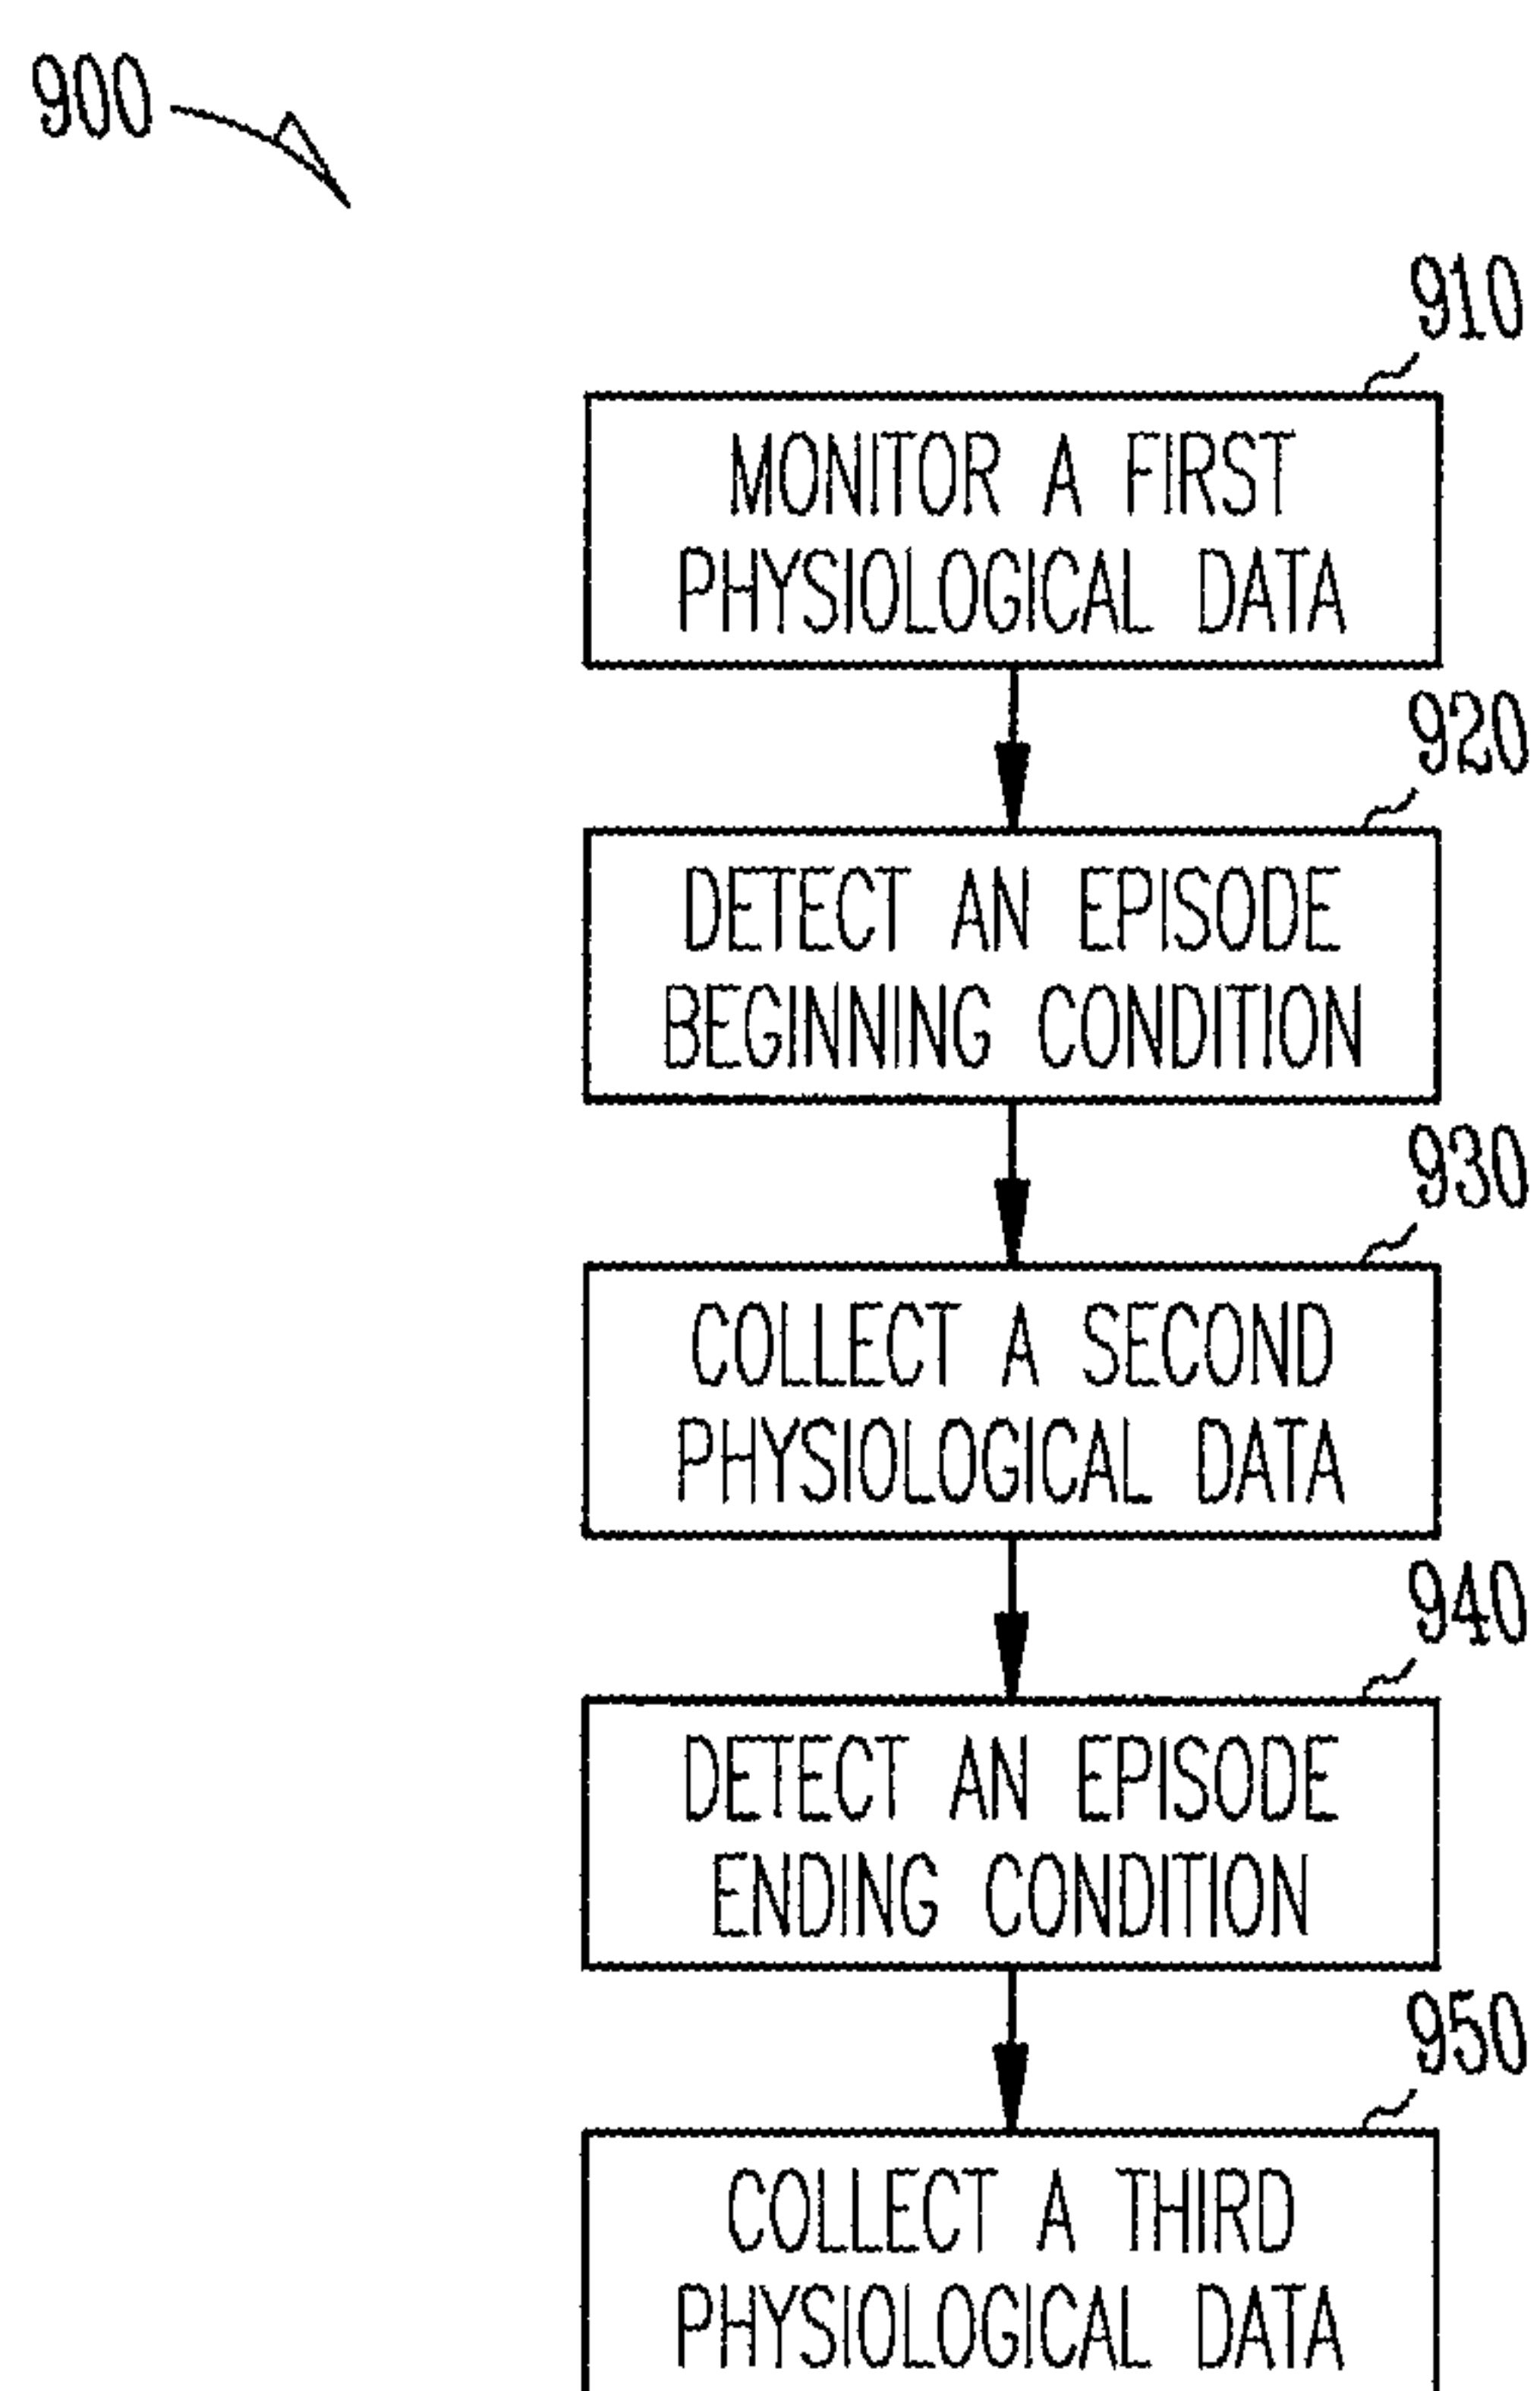 900
910
MONITOR A FIRST
PHYSIOLOGICAL DATA
920
DETECT AN EPISODE
BEGINNING CONDITION
930
COLLECT A SECOND
PHYSIOLOGICAL DATA
940
DETECT AN EPISODE
ENDING CONDITION
950
COLLECT A THIRD
PHYSIOLOGICAL DATA